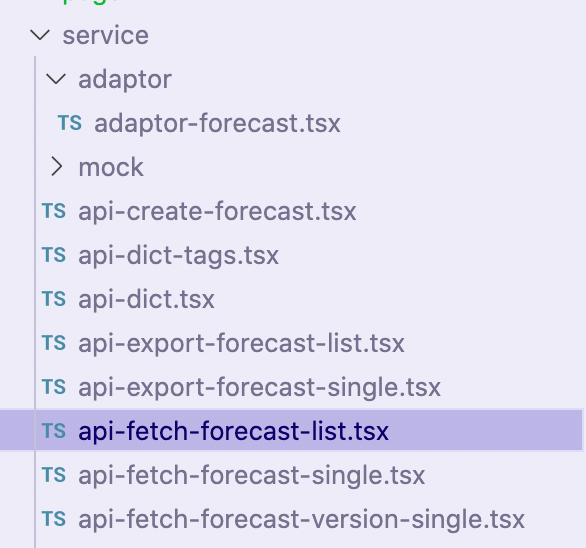 service
adaptor
TS adaptor-forecast.tsx
mock
TS api-create-forecast.tsx
TS api-dict-tags.tsx
TS api-dict.tsx
TS api-export-forecast-list.tsx
TS api-export-forecast-single.tsx
TS api-fetch-forecast-list.tsx
TS api-fetch-forecast-single.tsx
TS api-fetch-forecast-version-single.tsx